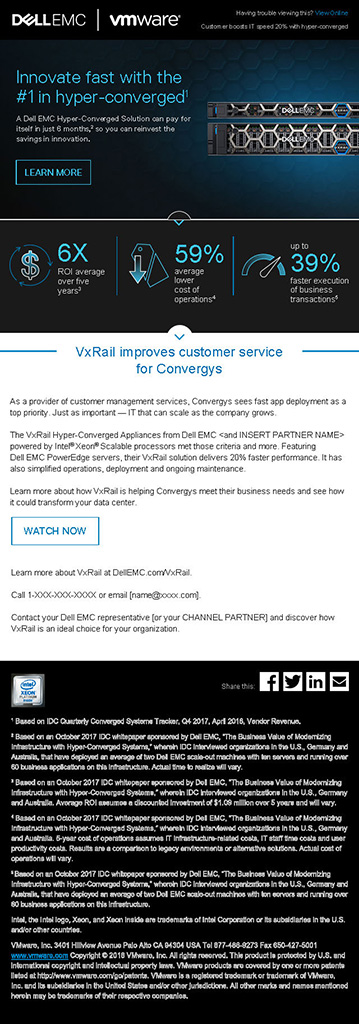 DELLEMC | vmware®
Having trouble viewing this? View Online
Customer boosts IT speed 20% with hyper-converged
Innovate fast with the
#1 in hyper-converged¹
A Dell EMC Hyper-Converged Solution can pay for
itself in just 6 months,² so you can reinvest the
savings in innovation.
DELLEMC
DELLEMC
LEARN MORE
6X
ROI average
over five
years³
59%
average
lower
cost of
operations⁴
up to
39%
faster execution
of business
transactions⁵
VxRail improves customer service
for Convergys
As a provider of customer management services, Convergys sees fast app deployment as a
top priority. Just as important — IT that can scale as the company grows.
The VxRail Hyper-Converged Appliances from Dell EMC <and INSERT PARTNER NAME>
powered by Intel® Xeon® Scalable processors met those criteria and more. Featuring
Dell EMC PowerEdge servers, their VxRail solution delivers 20% faster performance. It has
also simplified operations, deployment and ongoing maintenance.
Learn more about how VxRail is helping Convergys meet their business needs and see how
it could transform your data center.
WATCH NOW
Learn more about VxRail at DellEMC.com/VxRail.
Call 1-XXX-XXX-XXXX or email [name@xxxx.com].
Contact your Dell EMC representative [or your CHANNEL PARTNER] and discover how
VxRail is an ideal choice for your organization.
intel
XEON
PLATINUM
inside
Share this:
¹ Based on IDC Quarterly Converged Systems Tracker, Q4 2017, April 2018, Vendor Revenue.
² Based on an October 2017 IDC whitepaper sponsored by Dell EMC, "The Business Value of Modernizing
Infrastructure with Hyper-Converged Systems," wherein IDC interviewed organizations in the U.S., Germany and
Australia, that have deployed an average of two Dell EMC scale-out machines with ten servers and running over
60 business applications on this infrastructure. Actual time to realize will vary.
³ Based on an October 2017 IDC whitepaper sponsored by Dell EMC, "The Business Value of Modernizing
Infrastructure with Hyper-Converged Systems," wherein IDC interviewed organizations in the U.S., Germany
and Australia. Average ROI assumes a discounted investment of $1.09 million over 5 years and will vary.
⁴ Based on an October 2017 IDC whitepaper sponsored by Dell EMC, "The Business Value of Modernizing
Infrastructure with Hyper-Converged Systems," wherein IDC interviewed organizations in the U.S., Germany
and Australia. 5-year cost of operations assumes IT infrastructure-related costs, IT staff time costs and user
productivity costs. Results are a comparison to legacy environments or alternative solutions. Actual cost of
operations will vary.
⁵Based on an October 2017 IDC whitepaper sponsored by Dell EMC, "The Business Value of Modernizing
Infrastructure with Hyper-Converged Systems," wherein IDC interviewed organizations in the U.S., Germany and
Australia, that have deployed an average of two Dell EMC scale-out machines with ten servers and running over
60 business applications on this infrastructure.
Intel, the Intel logo, Xeon, and Xeon Inside are trademarks of Intel Corporation or its subsidiaries in the U.S.
and/or other countries.
VMware, Inc. 3401 Hillview Avenue Palo Alto CA 94304 USA Tel 877-486-9273 Fax 650-427-5001
www.vmware.com Copyright © 2018 VMware, Inc. All rights reserved. This product is protected by U.S. and
international copyright and intellectual property laws. VMware products are covered by one or more patents
listed at http://www.vmware.com/go/patents. VMware is a registered trademark or trademark of VMware,
Inc. and its subsidiaries in the United States and/or other jurisdictions. All other marks and names mentioned
herein may be trademarks of their respective companies.